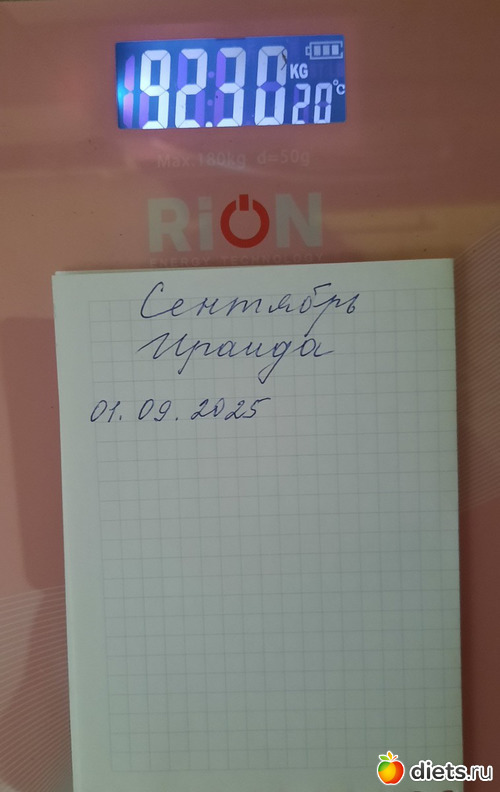 92.30 KG
20 °C
Max:180kg d=50g
RiON
ENERGY TECHNOLOGY
Сентябрь
Ираида
01. 09. 2025
diets.ru